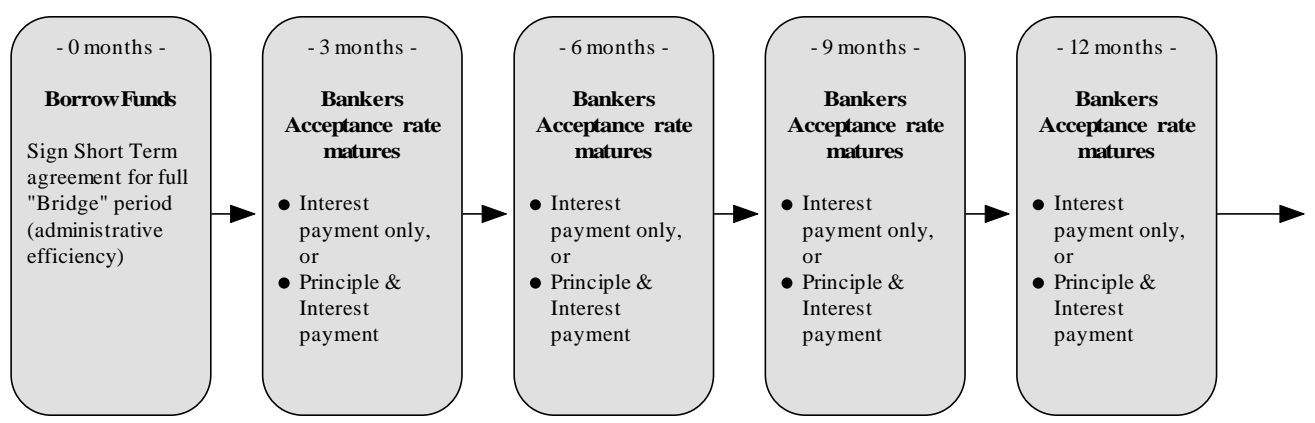 - 0 months -
Borrow Funds
Sign Short Term
agreement for full
"Bridge" period
(administrative
efficiency)
- 3 months -
Bankers
Acceptance rate
matures
● Interest
payment only,
or
● Principle &
Interest
payment
- 6 months -
Bankers
Acceptance rate
matures
● Interest
payment only,
or
● Principle &
Interest
payment
- 9 months -
Bankers
Acceptance rate
matures
● Interest
payment only,
or
● Principle &
Interest
payment
- 12 months -
Bankers
Acceptance rate
matures
● Interest
payment only,
or
● Principle &
Interest
payment